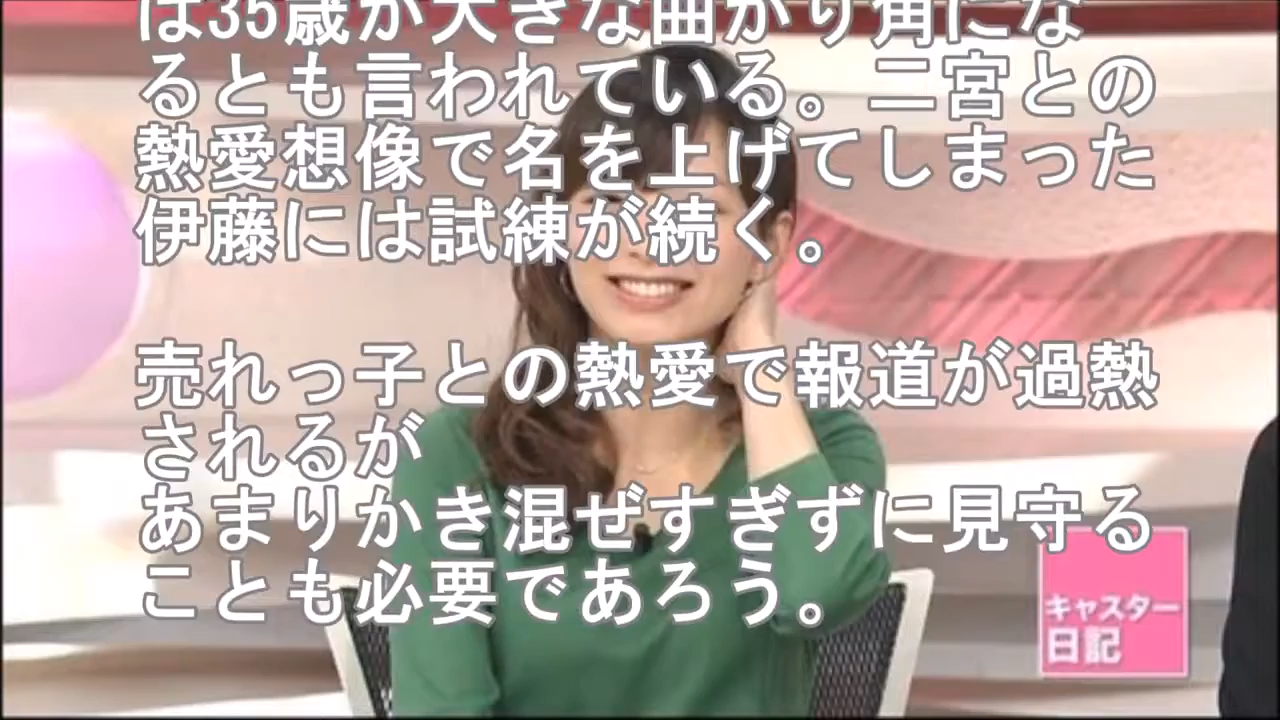 は35歳が大きな曲がり角にな
るとも言われている。二宮との
熱愛想像で名を上げてしまった
伊藤には試練が続く。
売れっ子との熱愛で報道が過熱
されるが
あまりかき混ぜすぎずに見守る
ことも必要であろう。
キャスター
日記